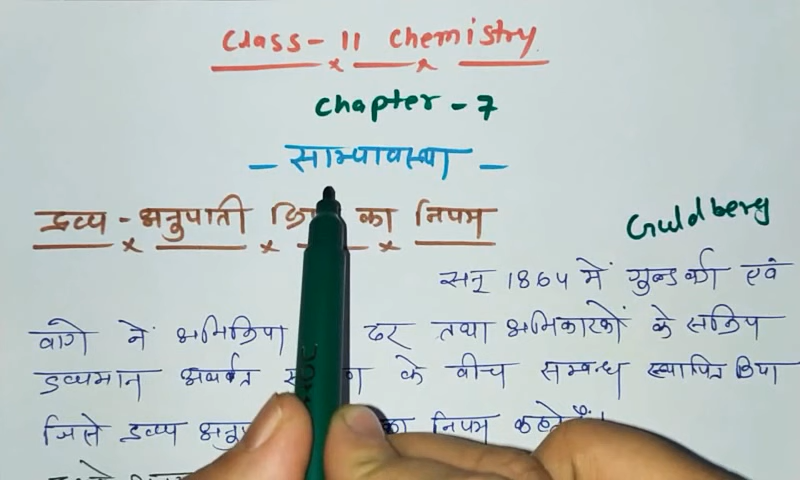 Class - 11 Chemistry
Chapter - 7
- साम्यावस्था -
द्रव्य - अनुपाती का नियम
Guldberg
सन् 1864 में गुल्डबर्ग एवं
वागे ने अभिक्रिया दर तथा अभिकारकों के सक्रिय
द्रव्यमान अर्थात् के बीच सम्बन्ध स्थापित किया
जिसे द्रव्य का नियम कहते हैं।